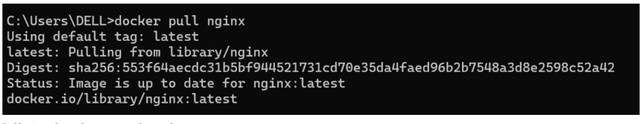 C:\Users\DELL>docker pull nginx
Using default tag: latest
latest: Pulling from library/nginx
Digest: sha256:553f64aecdc31b5bf944521731cd70e35da4faed96b2b7548a3d8e2598c52a42
Status: Image is up to date for nginx:latest
docker.io/library/nginx:latest